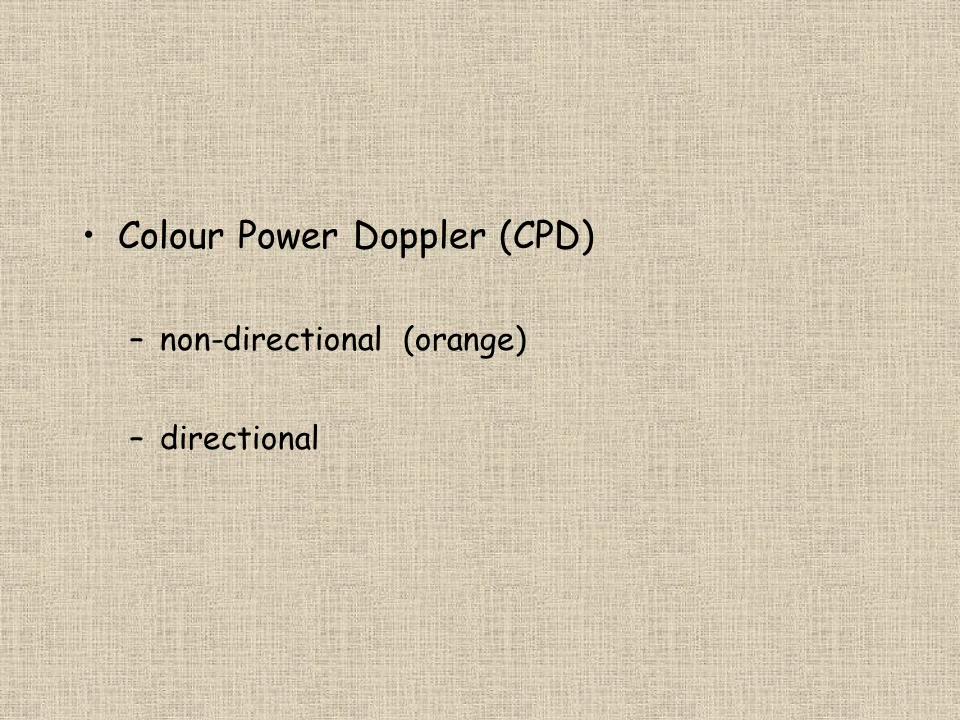 • Colour Power Doppler (CPD)
– non-directional (orange)
– directional